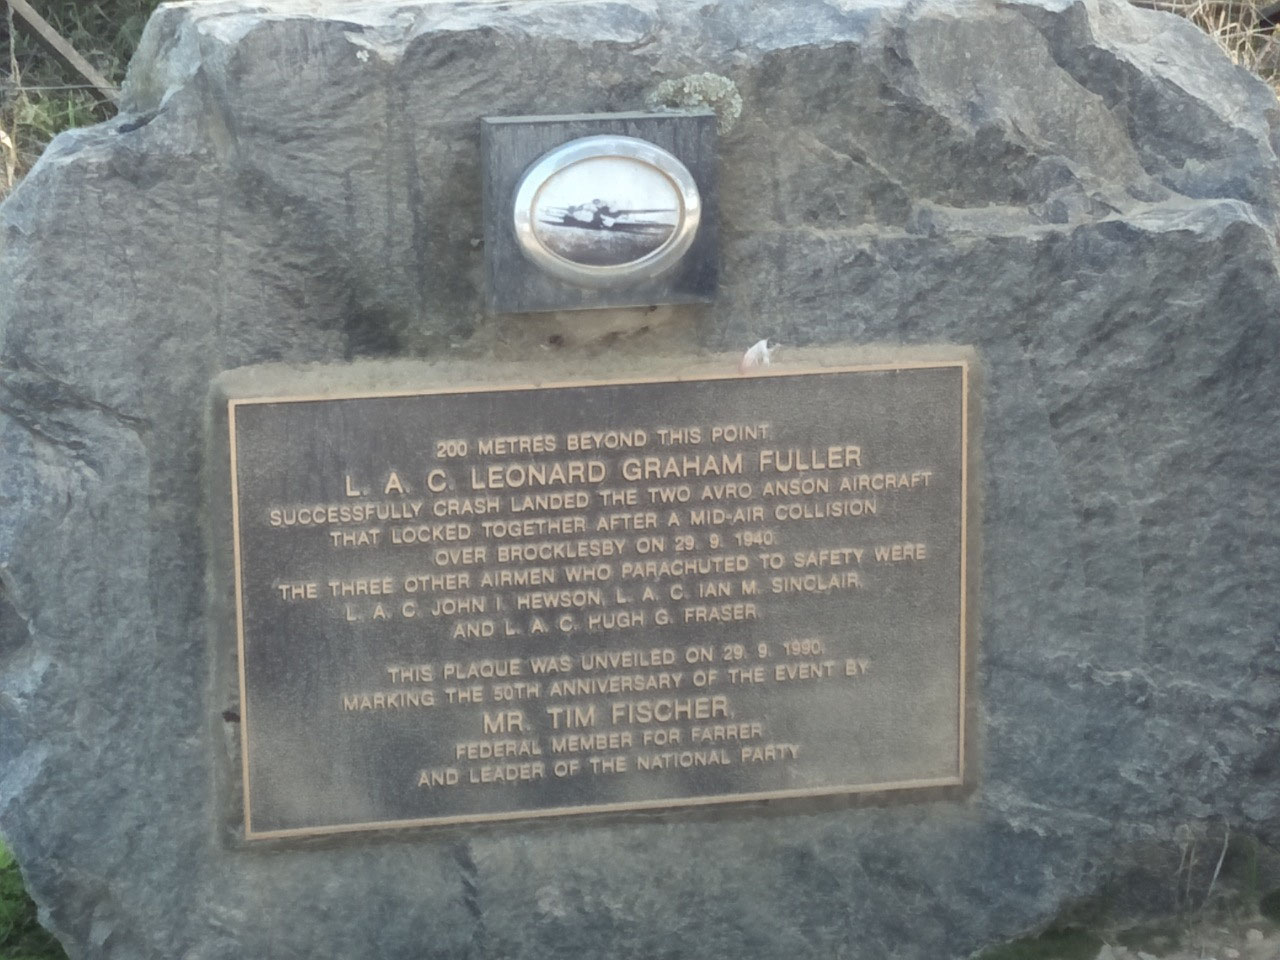 200 METRES BEYOND THIS POINT
L. A. C. LEONARD GRAHAM FULLER
SUCCESSFULLY CRASH LANDED THE TWO AVRO ANSON AIRCRAFT
THAT LOCKED TOGETHER AFTER A MID-AIR COLLISION
OVER BROCKLESBY ON 29. 9. 1940.
THE THREE OTHER AIRMEN WHO PARACHUTED TO SAFETY WERE
L. A. C. JOHN I. HEWSON, L. A. C. IAN M. SINCLAIR,
AND L. A. C. HUGH G. FRASER.
THIS PLAQUE WAS UNVEILED ON 29. 9. 1990.
MARKING THE 50TH ANNIVERSARY OF THE EVENT BY
MR. TIM FISCHER,
FEDERAL MEMBER FOR FARRER
AND LEADER OF THE NATIONAL PARTY